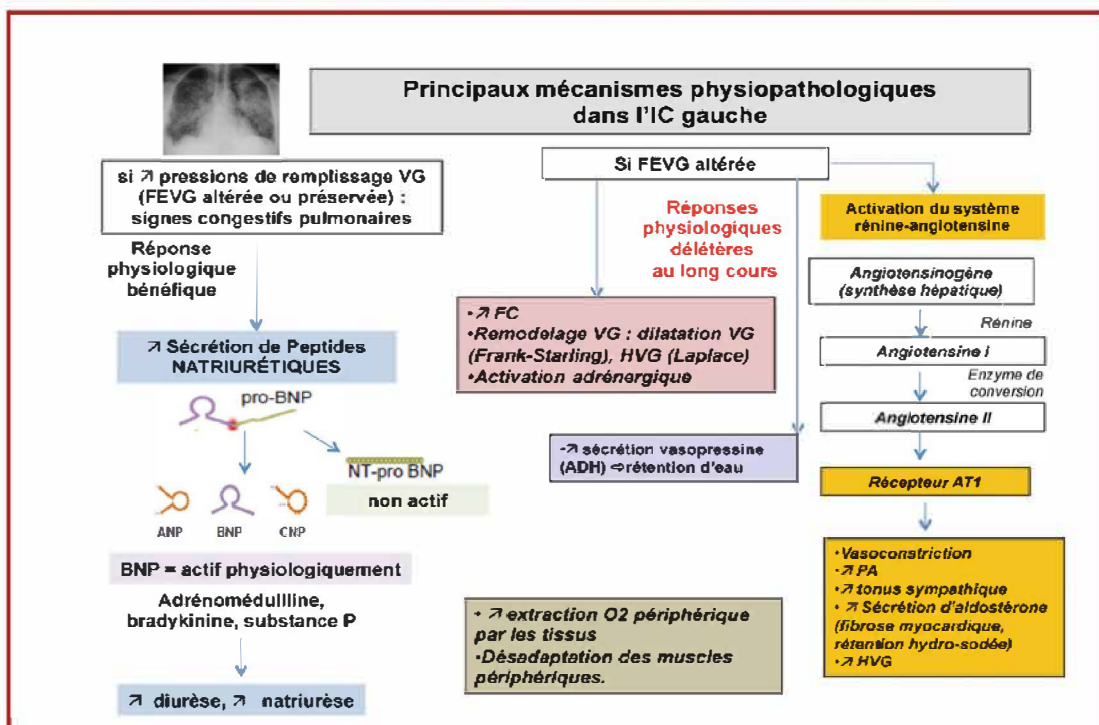 Principaux mécanismes physiopathologiques
dans l'IC gauche
si ↗ pressions de remplissage VG
(FEVG altérée ou préservée) :
signes congestifs pulmonaires
Réponse
physiologique
bénéfique
↗ Sécrétion de Peptides
NATRIURÉTIQUES
pro-BNP
NT-pro BNP
non actif
ANP
BNP
CNP
BNP = actif physiologiquement
Adrénomédullline,
bradykinine, substance P
↗ diurèse, ↗ natriurèse
Si FEVG altérée
Réponses
physiologiques
délétères
au long cours
•↗ FC
•Remodelage VG : dilatation VG
(Frank-Starling), HVG (Laplace)
•Activation adrénergique
-↗ sécrétion vasopressine
(ADH) ⇨rétention d'eau
• ↗ extraction O2 périphérique
par les tissus
•Désadaptation des muscles
périphériques.
Activation du système
rénine-angiotensine
Angiotensinogène
(synthèse hépatique)
Rénine
Angiotensine I
Enzyme de
conversion
Angiotensine II
Récepteur AT1
•Vasoconstriction
•↗ PA
•↗ tonus sympathique
• ↗ Sécrétion d'aldostérone
(fibrose myocardique,
rétention hydro-sodée)
•↗ HVG